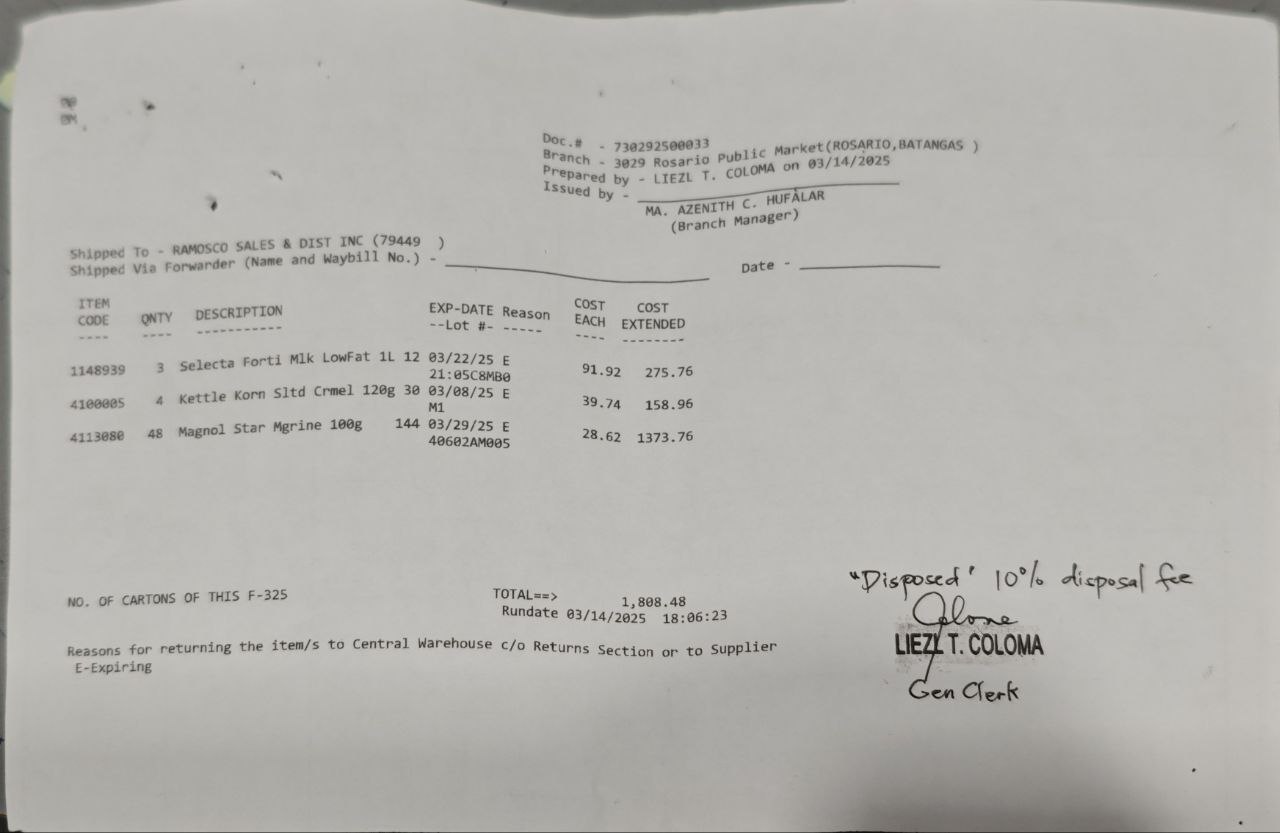 Doc.# - 730292500033
Branch - 3029 Rosario Public Market(ROSARIO,BATANGAS )
Prepared by - LIEZL T. COLOMA on 03/14/2025
Issued by -
MA. AZENITH C. HUFALAR
(Branch Manager)
Shipped To - RAMOSCO SALES & DIST INC (79449 )
Shipped Via Forwarder (Name and Waybill No.) - Date -
ITEM EXP-DATE Reason COST COST
CODE QNTY DESCRIPTION --Lot #- ----- EACH EXTENDED
---- ---- ----------- ---- --------
1148939 3 Selecta Forti Mlk LowFat 1L 12 03/22/25 E 91.92 275.76
21:05C8MB0
4100005 4 Kettle Korn Sltd Crmel 120g 30 03/08/25 E 39.74 158.96
M1
4113080 48 Magnol Star Mgrine 100g 144 03/29/25 E 28.62 1373.76
40602AM005
NO. OF CARTONS OF THIS F-325 TOTAL==> 1,808.48
Rundate 03/14/2025 18:06:23
Reasons for returning the item/s to Central Warehouse c/o Returns Section or to Supplier
E-Expiring
"Disposed" 10% disposal fee
LIEZL T. COLOMA
Gen Clerk